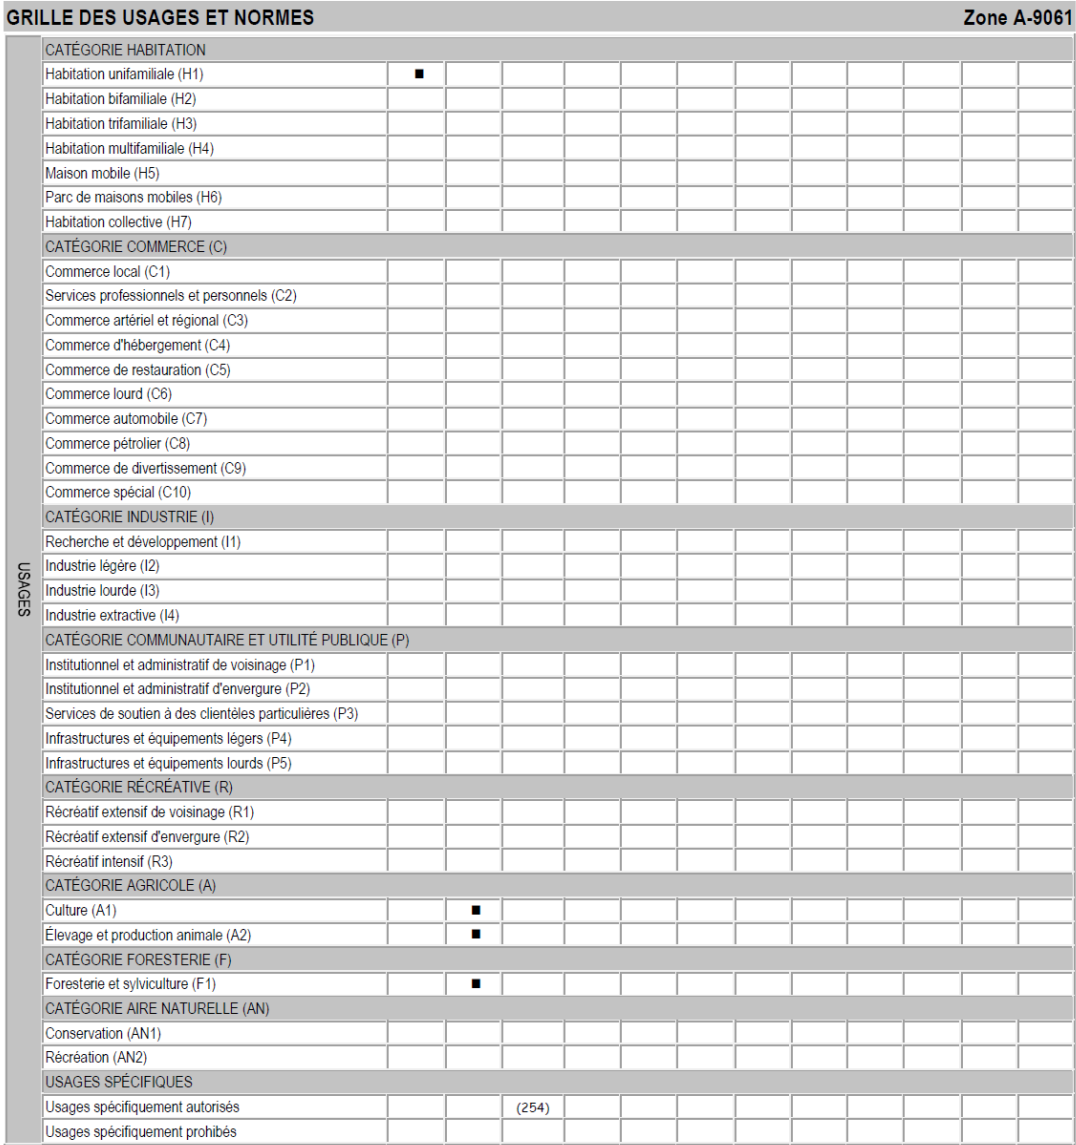 GRILLE DES USAGES ET NORMES Zone A-9061
USAGES
CATÉGORIE HABITATION
Habitation unifamiliale (H1) ■
Habitation bifamiliale (H2)
Habitation trifamiliale (H3)
Habitation multifamiliale (H4)
Maison mobile (H5)
Parc de maisons mobiles (H6)
Habitation collective (H7)
CATÉGORIE COMMERCE (C)
Commerce local (C1)
Services professionnels et personnels (C2)
Commerce artériel et régional (C3)
Commerce d'hébergement (C4)
Commerce de restauration (C5)
Commerce lourd (C6)
Commerce automobile (C7)
Commerce pétrolier (C8)
Commerce de divertissement (C9)
Commerce spécial (C10)
CATÉGORIE INDUSTRIE (I)
Recherche et développement (I1)
Industrie légère (I2)
Industrie lourde (I3)
Industrie extractive (I4)
CATÉGORIE COMMUNAUTAIRE ET UTILITÉ PUBLIQUE (P)
Institutionnel et administratif de voisinage (P1)
Institutionnel et administratif d'envergure (P2)
Services de soutien à des clientèles particulières (P3)
Infrastructures et équipements légers (P4)
Infrastructures et équipements lourds (P5)
CATÉGORIE RÉCRÉATIVE (R)
Récréatif extensif de voisinage (R1)
Récréatif extensif d'envergure (R2)
Récréatif intensif (R3)
CATÉGORIE AGRICOLE (A)
Culture (A1) ■
Élevage et production animale (A2) ■
CATÉGORIE FORESTERIE (F)
Foresterie et sylviculture (F1) ■
CATÉGORIE AIRE NATURELLE (AN)
Conservation (AN1)
Récréation (AN2)
USAGES SPÉCIFIQUES
Usages spécifiquement autorisés (254)
Usages spécifiquement prohibés